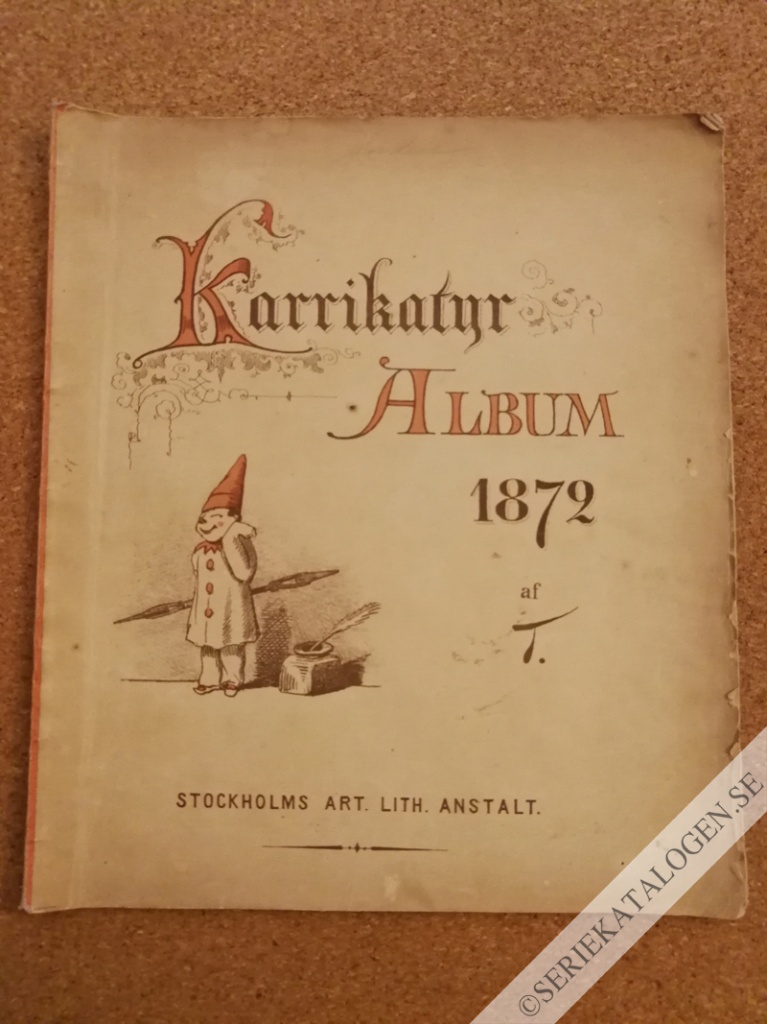 Karrikatyr
ALBUM
1872
af
T.
STOCKHOLMS ART. LITH. ANSTALT.
©SERIEKATALOGEN.SE